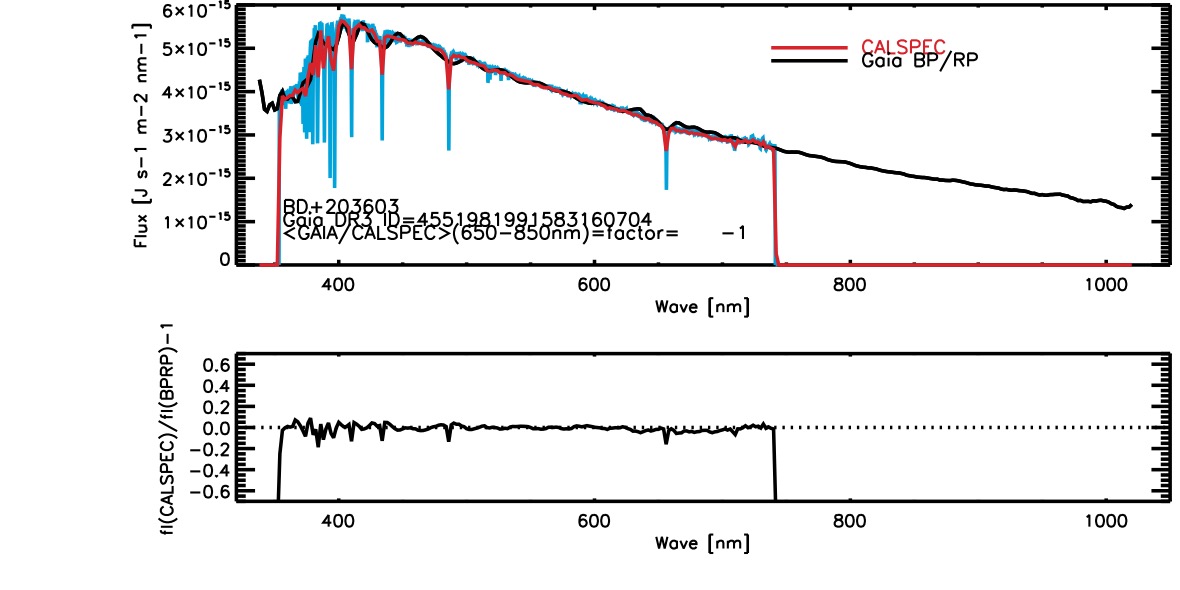 6×10−15
5×10−15
4×10−15
3×10−15
2×10−15
1×10−15
0
Flux [J s−1 m−2 nm−1]
CALSPEC
Gaia BP/RP
BD+203603
Gaia DR3 ID=4551981991583160704
<GAIA/CALSPEC>(650−850nm)=factor= −1
400 600 800 1000
Wave [nm]
fl(CALSPEC)/fl(BPRP)−1
0.6
0.4
0.2
0.0
−0.2
−0.4
−0.6
400 600 800 1000
Wave [nm]